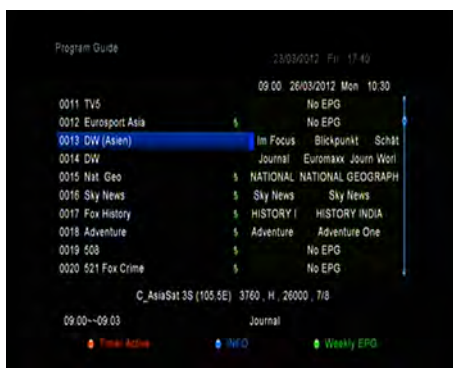 Program Guide
23/03/2012 Fri 17:40
09:00 26/03/2012 Mon 10:30
0011 TV5 No EPG
0012 Eurosport Asia $ No EPG
0013 DW (Asien) Im Focus Blickpunkt Schät
0014 DW Journal Euromaxx Journ Worl
0015 Nat Geo $ NATIONAL NATIONAL GEOGRAPH
0016 Sky News $ Sky News Sky News
0017 Fox History $ HISTORY I HISTORY INDIA
0018 Adventure $ Adventure Adventure One
0019 508 $ No EPG
0020 521 Fox Crime $ No EPG
C_AsiaSat 3S (105.5E) 3760 , H , 26000 , 7/8
09:00~~09:03 Journal
Timer Active INFO Weekly EPG